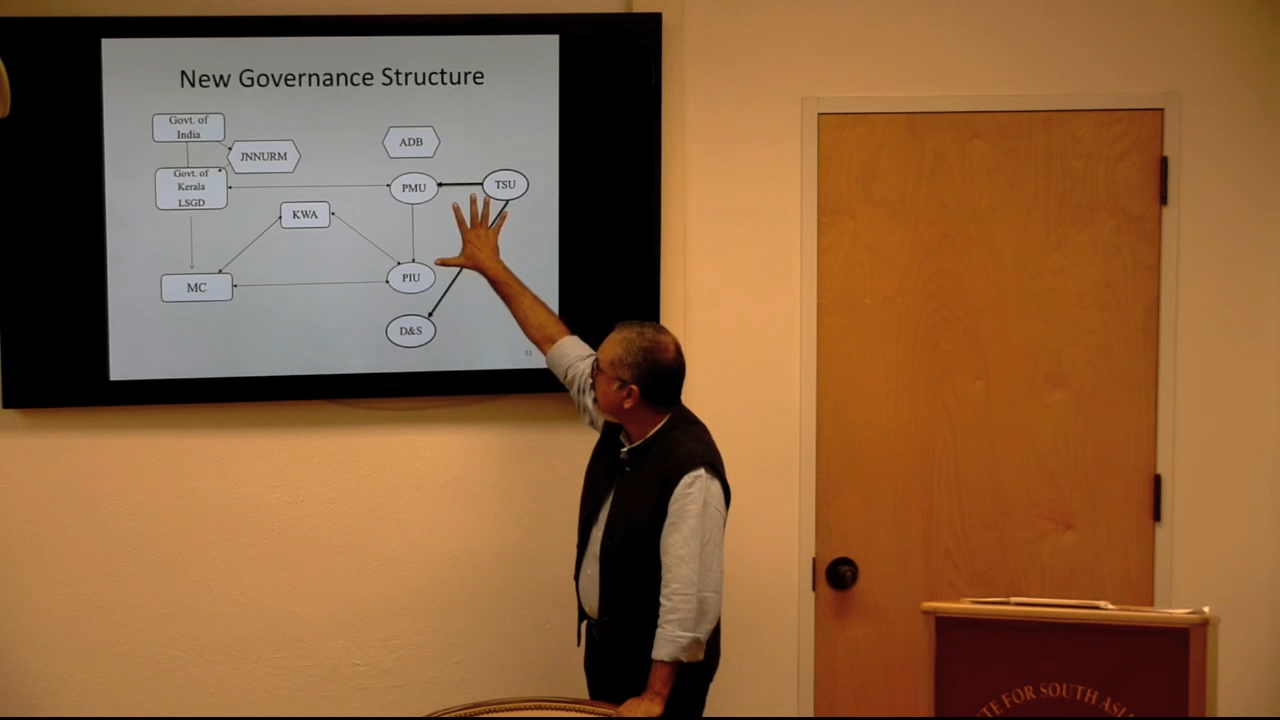 New Governance Structure
Govt. of
India
JNNURM
ADB
Govt. of
Kerala
LSGD
PMU
TSU
KWA
MC
PIU
D&S
FOR SOUTH